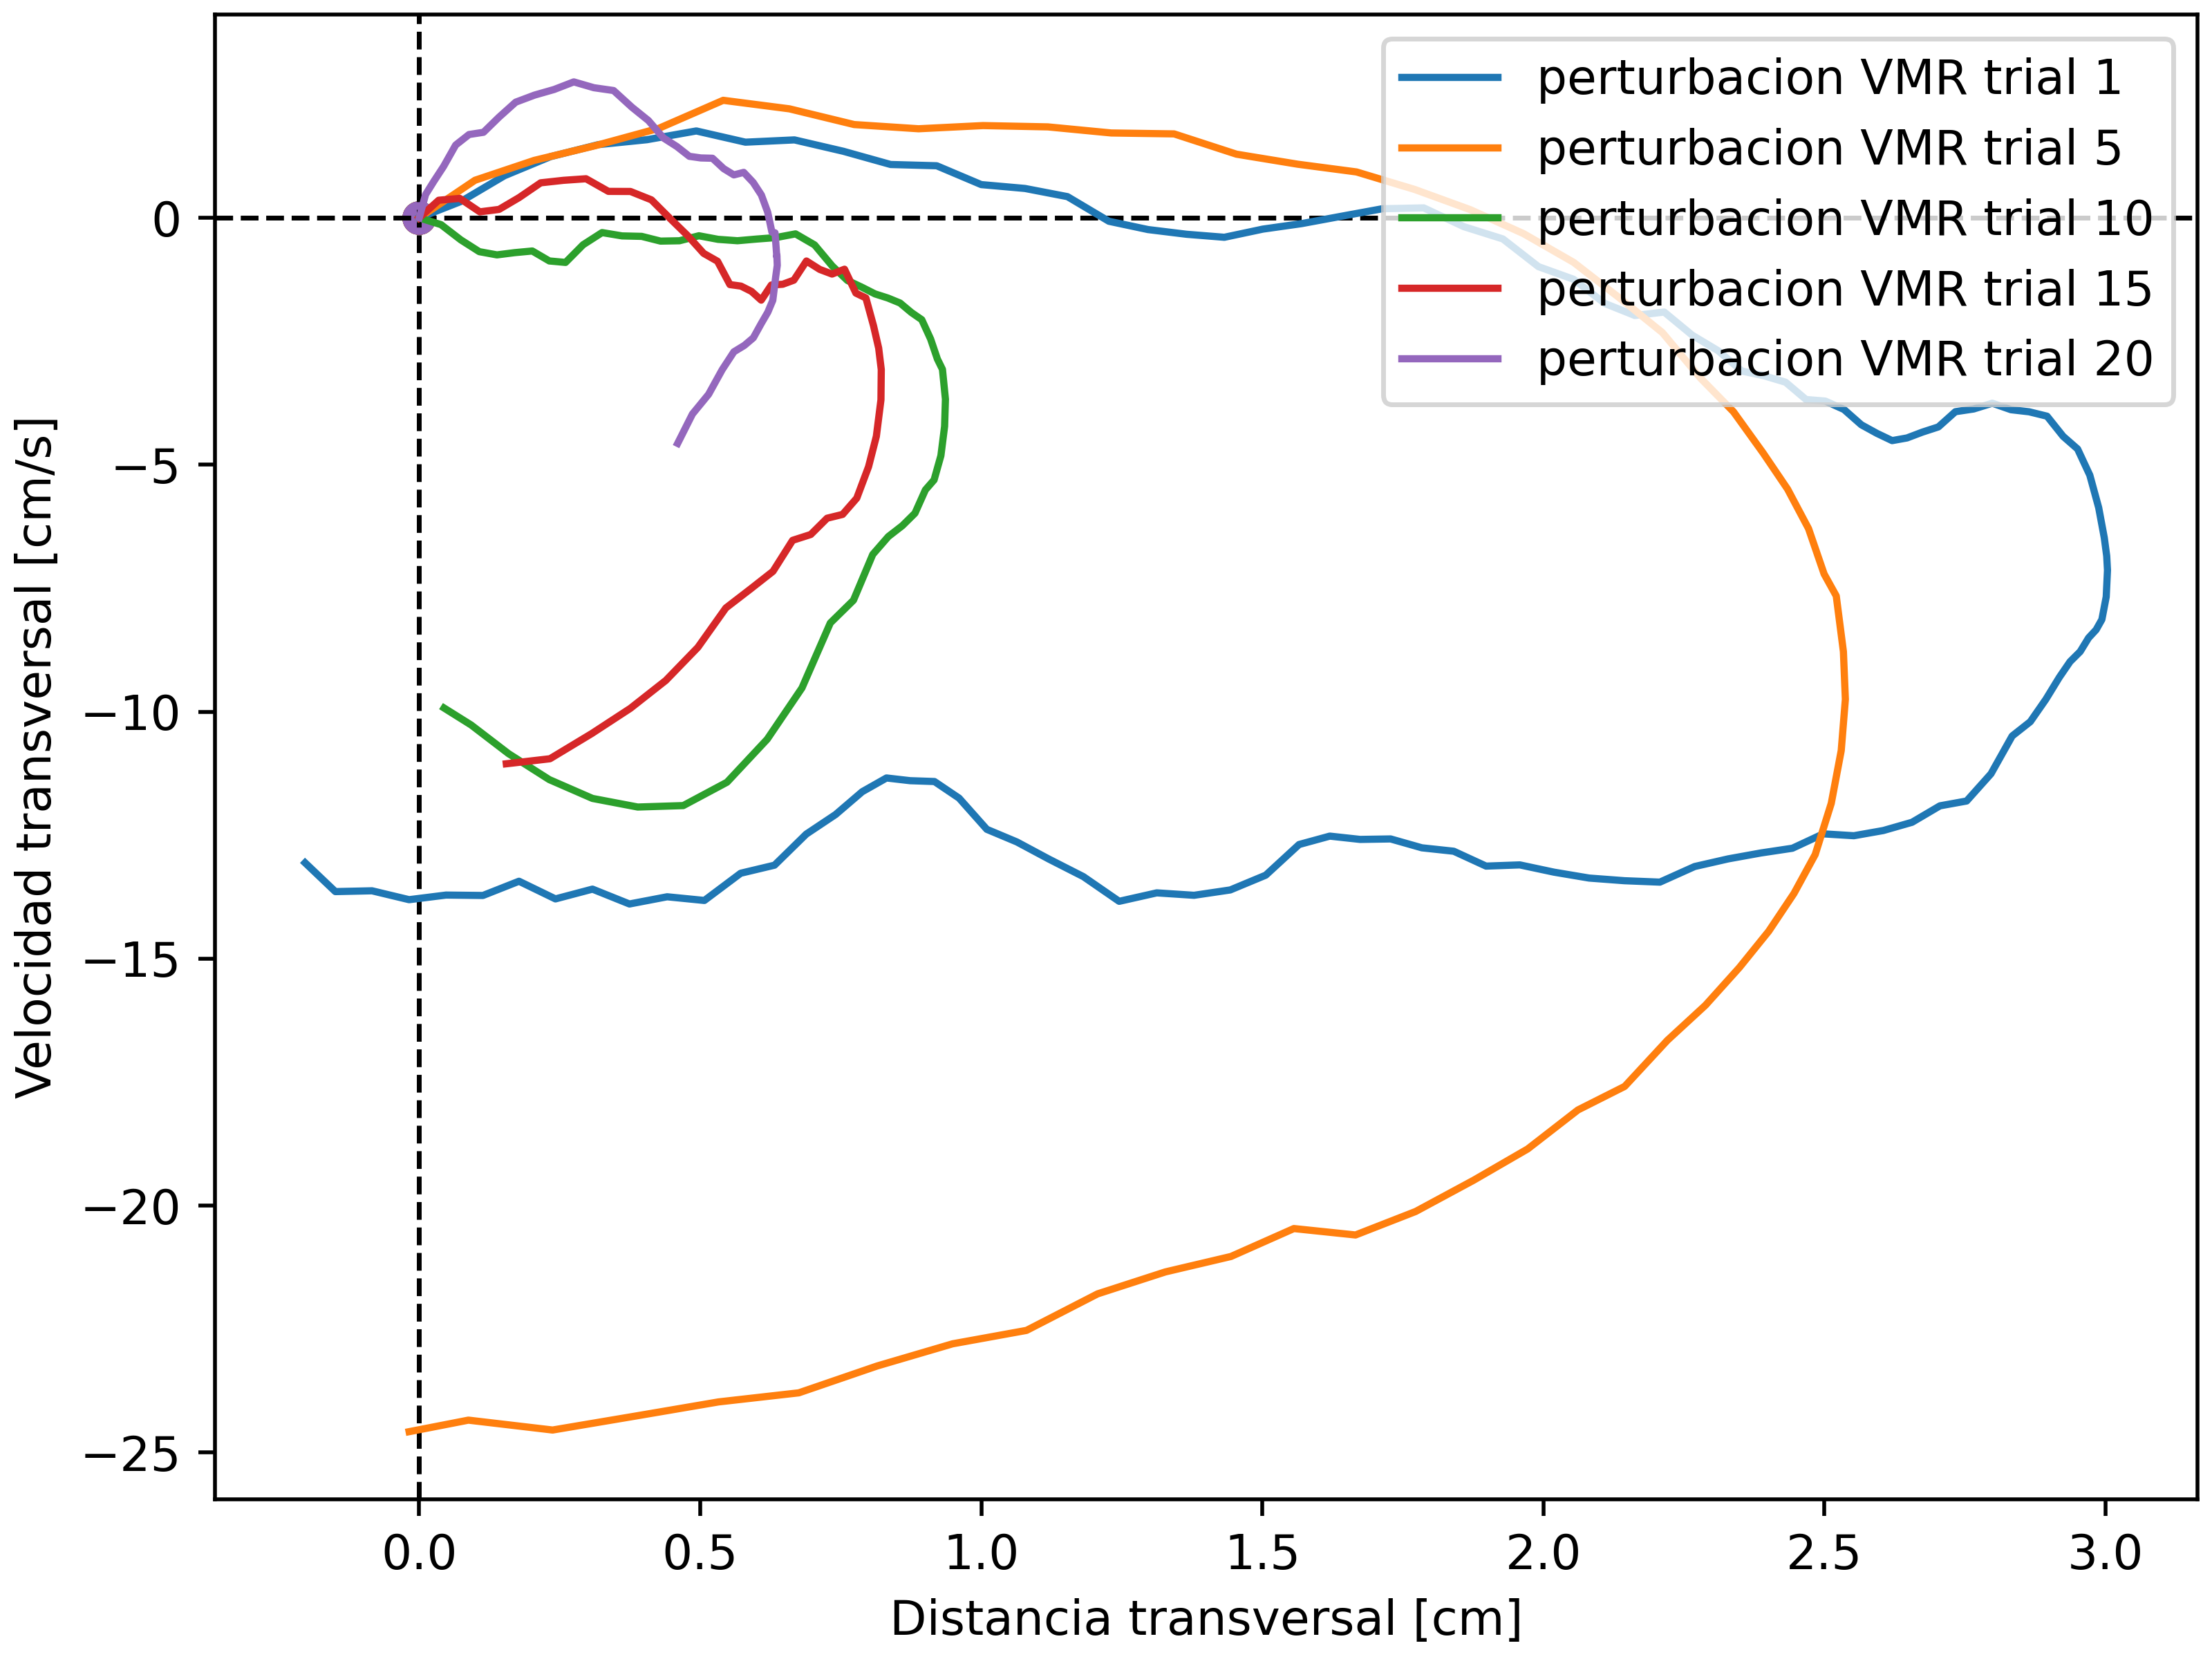 perturbacion VMR trial 1
perturbacion VMR trial 5
perturbacion VMR trial 10
perturbacion VMR trial 15
perturbacion VMR trial 20
0
−5
−10
−15
−20
−25
Velocidad transversal [cm/s]
0.0 0.5 1.0 1.5 2.0 2.5 3.0
Distancia transversal [cm]